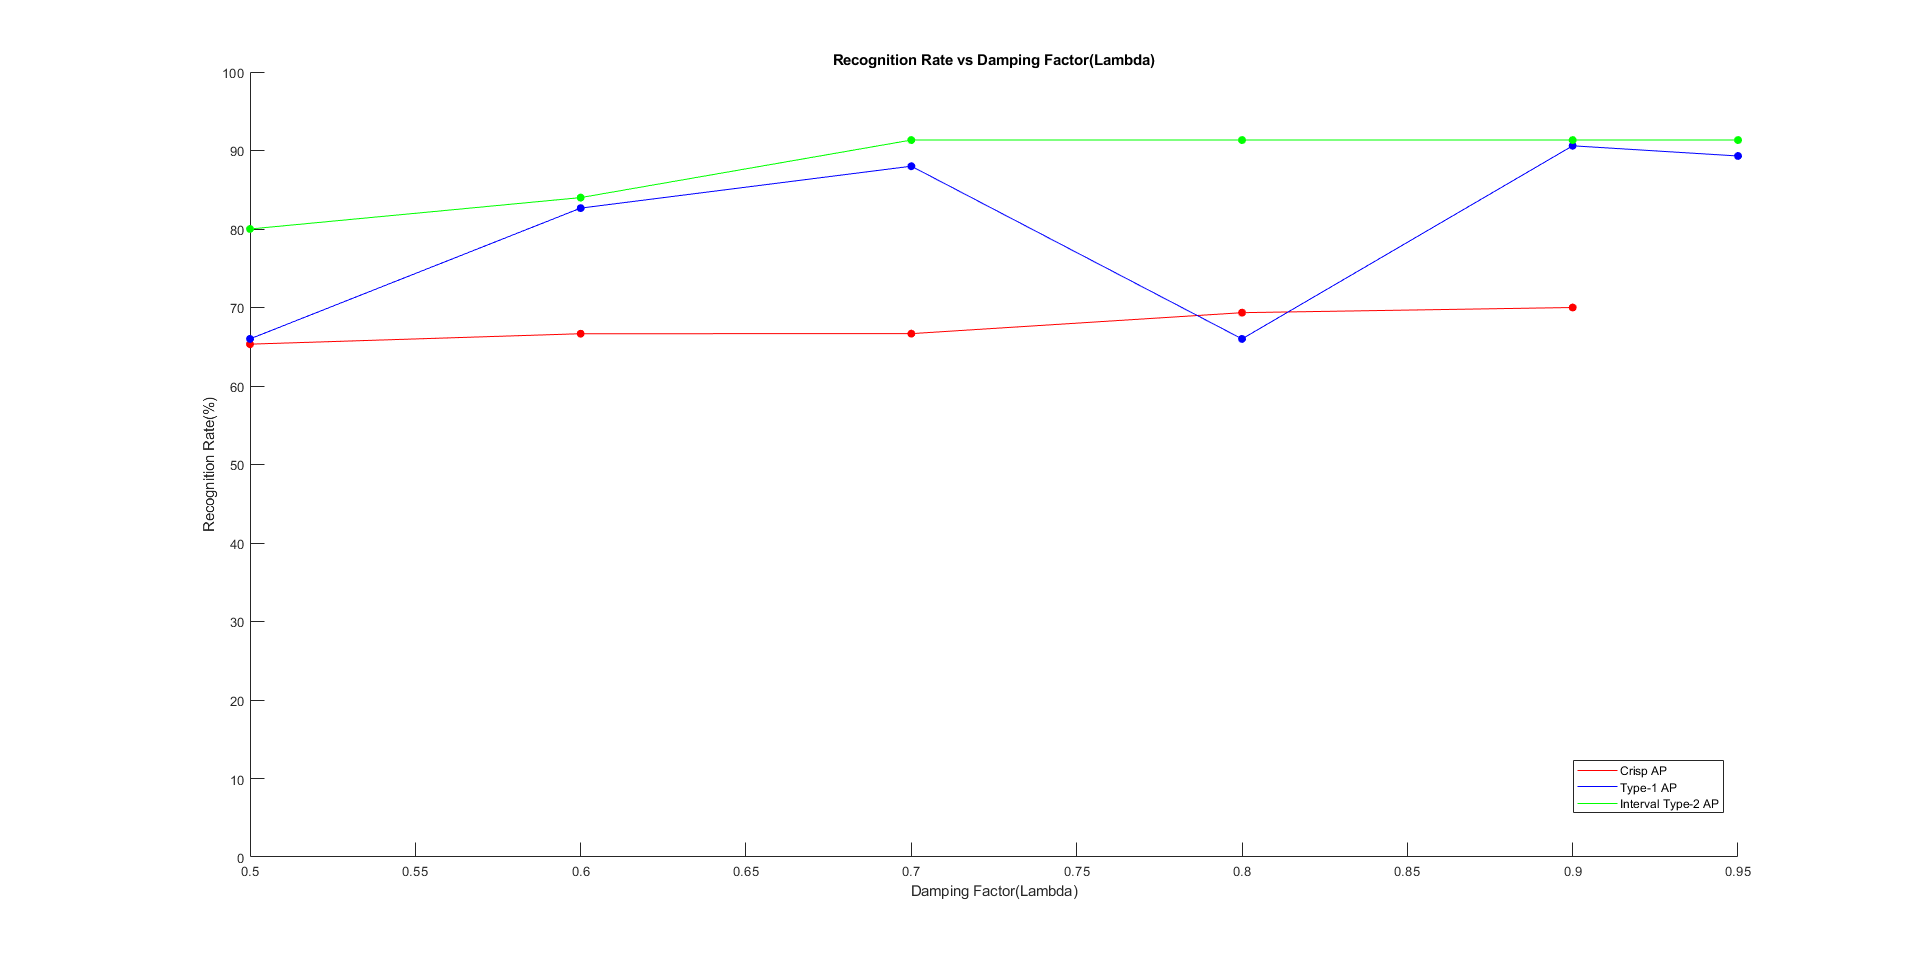 Recognition Rate vs Damping Factor(Lambda)
100
90
80
70
60
50
40
30
20
10
0
Recognition Rate(%)
0.5 0.55 0.6 0.65 0.7 0.75 0.8 0.85 0.9 0.95
Damping Factor(Lambda)
Crisp AP
Type-1 AP
Interval Type-2 AP